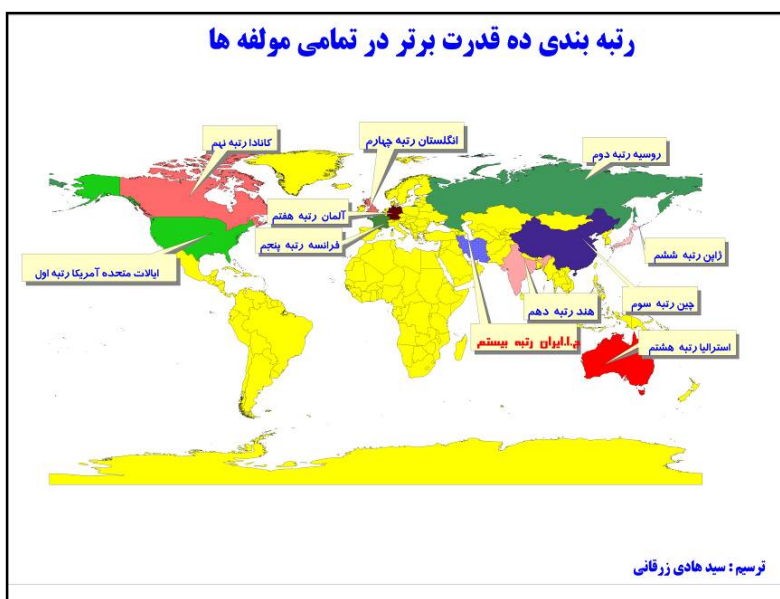 رتبه بندی ده قدرت برتر در تمامی مولفه ها
انگلستان رتبه چهارم
کانادا رتبه نهم
روسیه رتبه دوم
آلمان رتبه هفتم
فرانسه رتبه پنجم
ژاپن رتبه ششم
ایالات متحده آمریکا رتبه اول
چین رتبه سوم
هند رتبه دهم
ج.ا.ایران رتبه بیستم
استرالیا رتبه هشتم
ترسیم : سید هادی زرقانی